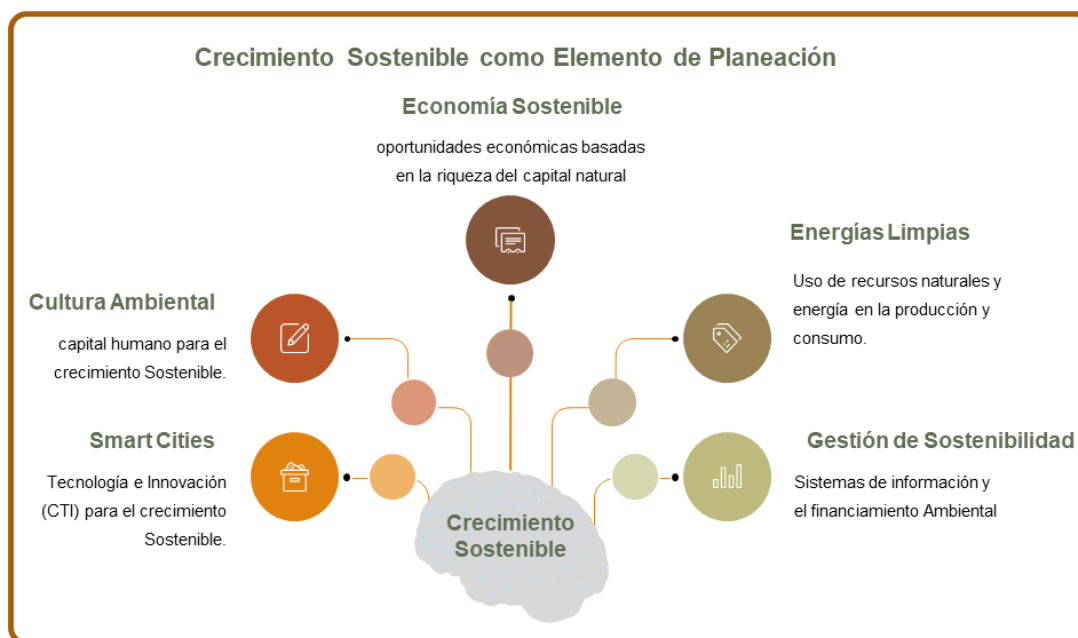 Crecimiento Sostenible como Elemento de Planeación
Economía Sostenible
oportunidades económicas basadas
en la riqueza del capital natural
Energías Limpias
Uso de recursos naturales y
energía en la producción y
consumo.
Cultura Ambiental
capital humano para el
crecimiento Sostenible.
Smart Cities
Tecnología e Innovación
(CTI) para el crecimiento
Sostenible.
Gestión de Sostenibilidad
Sistemas de información y
el financiamiento Ambiental
Crecimiento
Sostenible